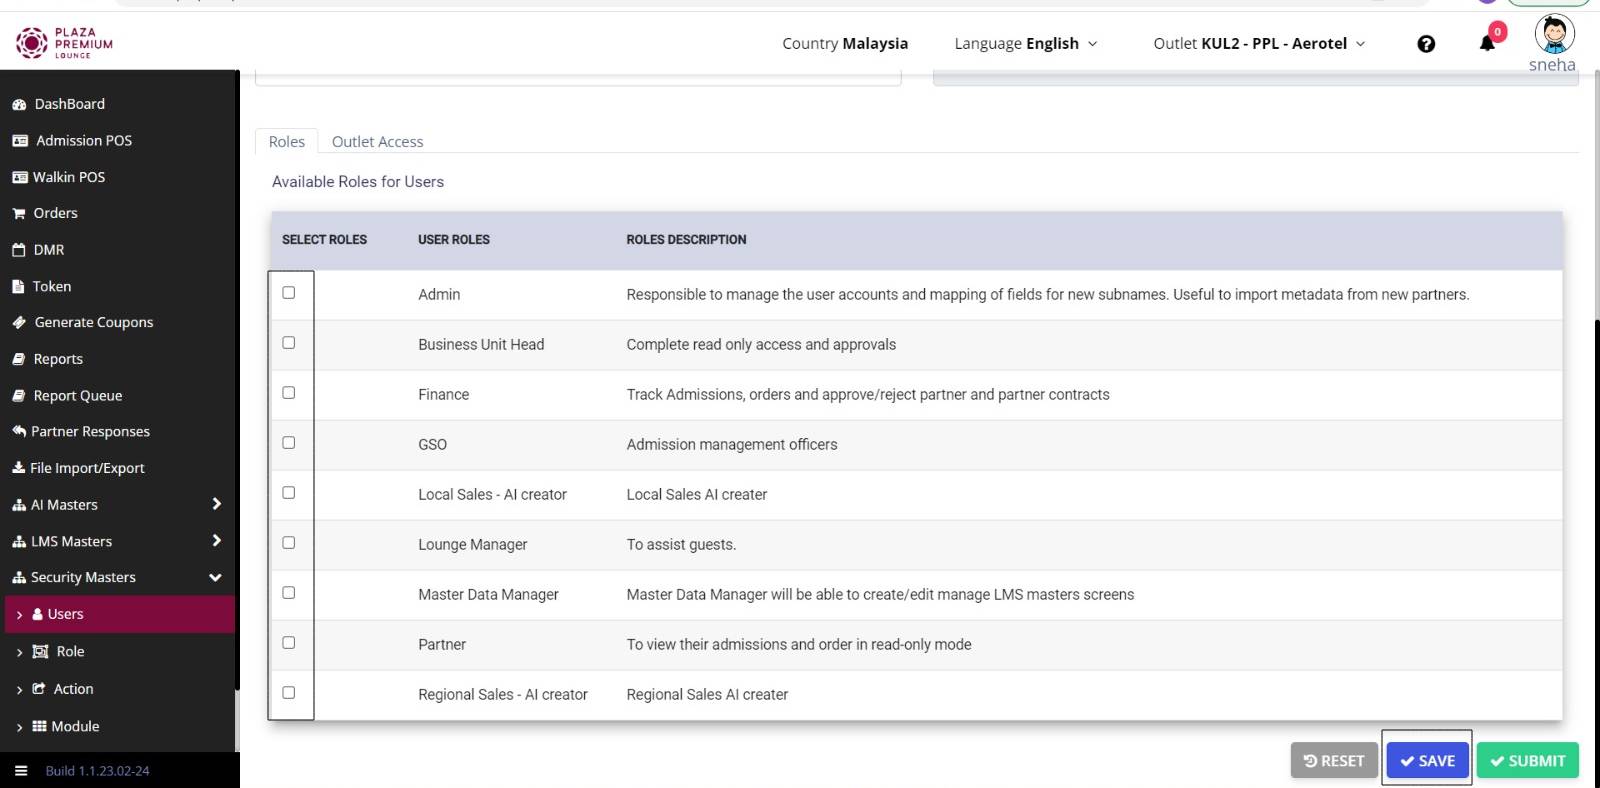 PLAZA
PREMIUM
LOUNGE
Country Malaysia
Language English
Outlet KUL2 - PPL - Aerotel
0
sneha
DashBoard
Admission POS
Walkin POS
Orders
DMR
Token
Generate Coupons
Reports
Report Queue
Partner Responses
File Import/Export
AI Masters
LMS Masters
Security Masters
Users
Role
Action
Module
Build 1.1.23.02-24
Roles Outlet Access
Available Roles for Users
SELECT ROLES USER ROLES ROLES DESCRIPTION
Admin Responsible to manage the user accounts and mapping of fields for new subnames. Useful to import metadata from new partners.
Business Unit Head Complete read only access and approvals
Finance Track Admissions, orders and approve/reject partner and partner contracts
GSO Admission management officers
Local Sales - AI creator Local Sales AI creater
Lounge Manager To assist guests.
Master Data Manager Master Data Manager will be able to create/edit manage LMS masters screens
Partner To view their admissions and order in read-only mode
Regional Sales - AI creator Regional Sales AI creater
RESET SAVE SUBMIT